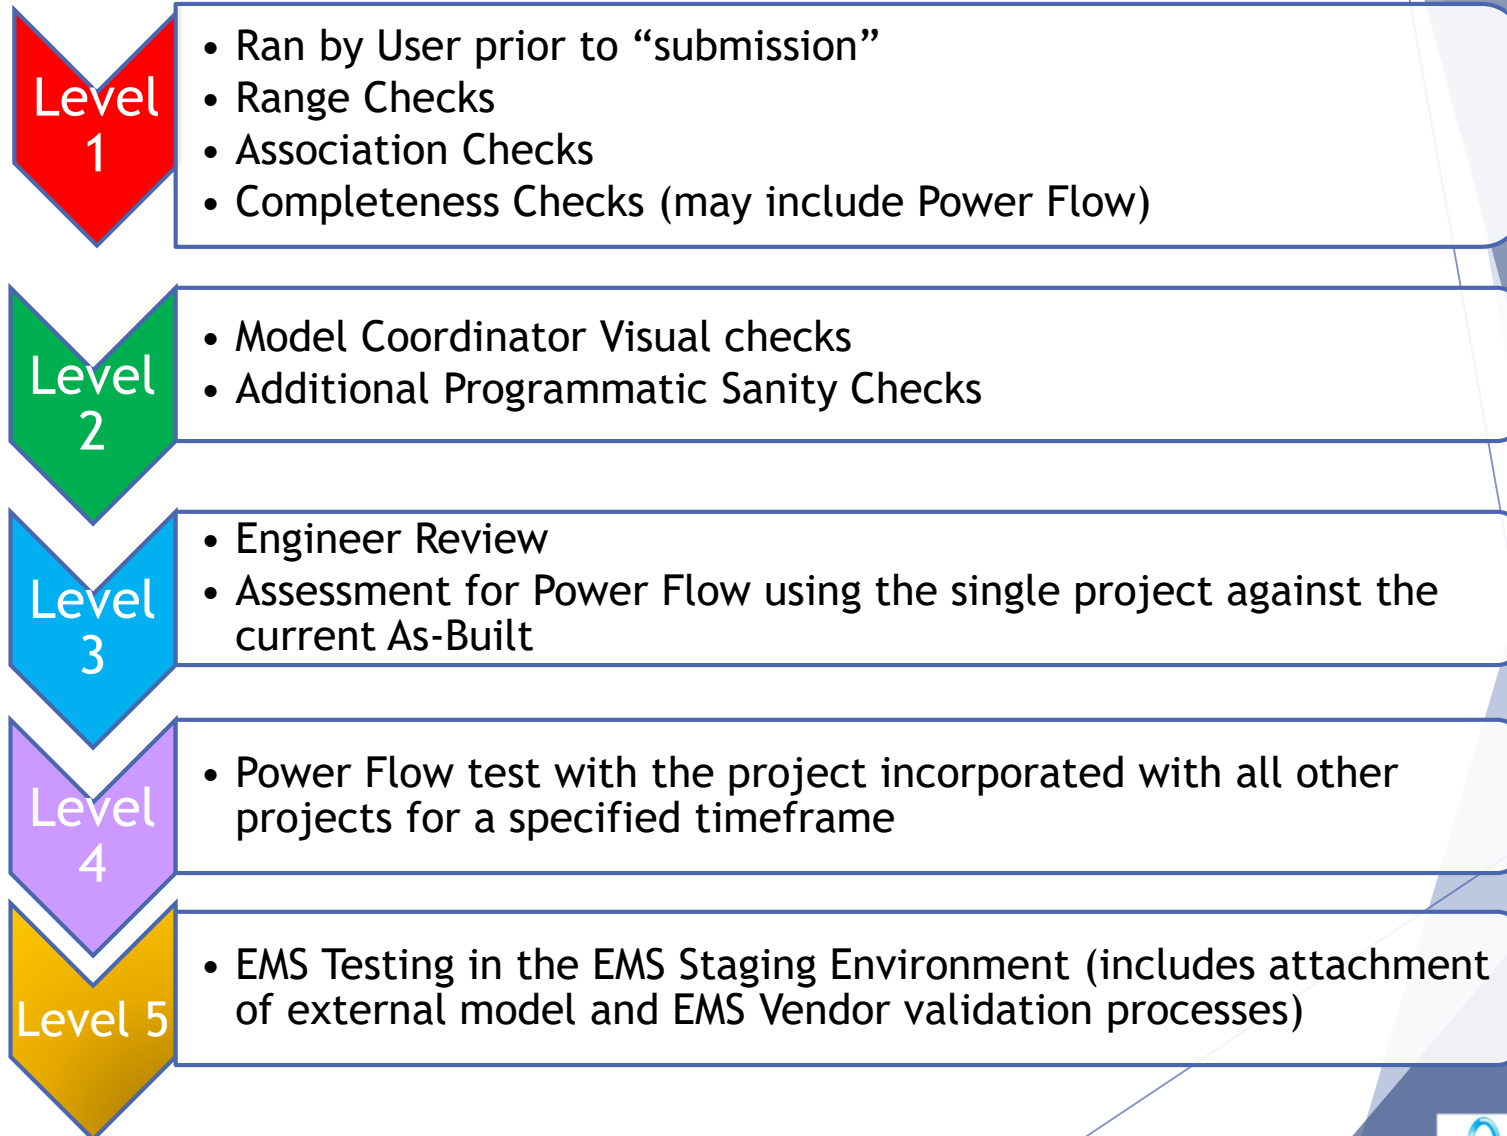 Level
1
• Ran by User prior to “submission”
• Range Checks
• Association Checks
• Completeness Checks (may include Power Flow)
Level
2
• Model Coordinator Visual checks
• Additional Programmatic Sanity Checks
Level
3
• Engineer Review
• Assessment for Power Flow using the single project against the
current As-Built
Level
4
• Power Flow test with the project incorporated with all other
projects for a specified timeframe
Level 5
• EMS Testing in the EMS Staging Environment (includes attachment
of external model and EMS Vendor validation processes)